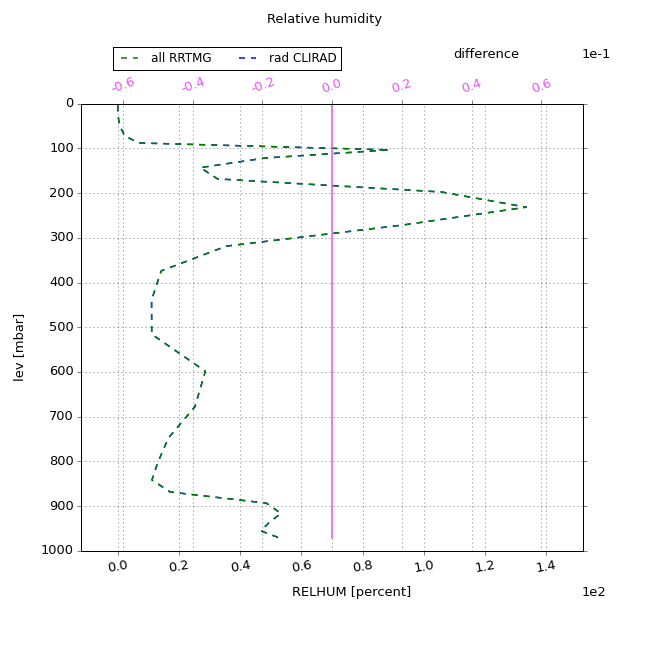 Relative humidity
all RRTMG rad CLIRAD difference 1e-1
-0.6 -0.4 -0.2 0.0 0.2 0.4 0.6
0
100
200
300
400
500
600
700
800
900
1000
lev [mbar]
0.0 0.2 0.4 0.6 0.8 1.0 1.2 1.4
RELHUM [percent] 1e2